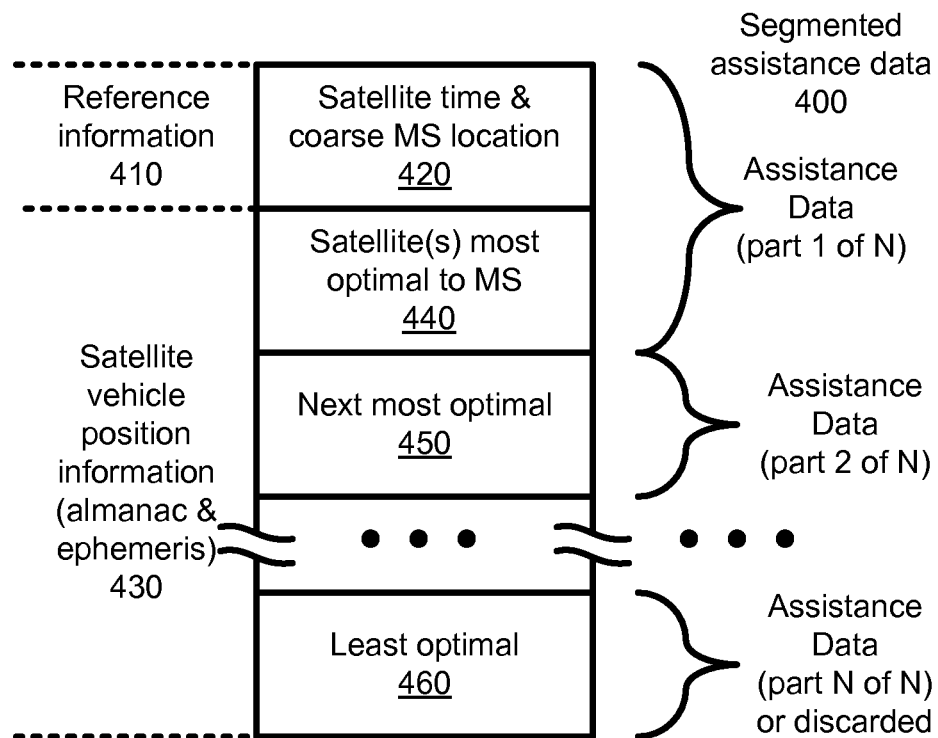 Segmented
assistance data
400
Reference
information
410
Satellite time &
coarse MS location
420
Assistance
Data
(part 1 of N)
Satellite(s) most
optimal to MS
440
Satellite
vehicle
position
information
(almanac &
ephemeris)
430
Next most optimal
450
Assistance
Data
(part 2 of N)
Least optimal
460
Assistance
Data
(part N of N)
or discarded